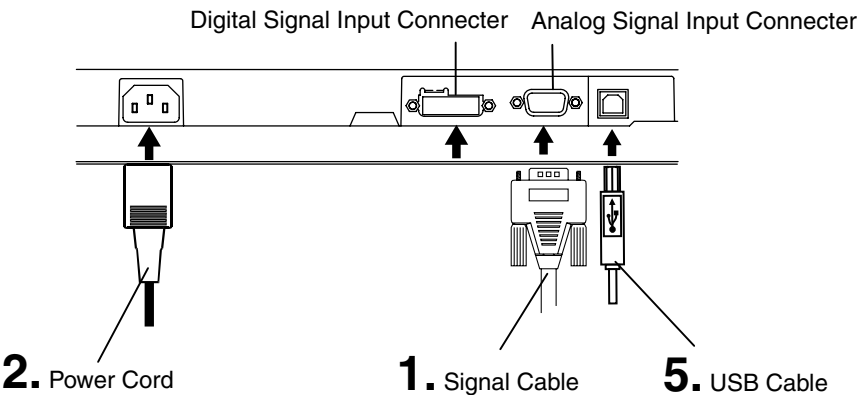 Digital Signal Input Connecter Analog Signal Input Connecter
2. Power Cord
1. Signal Cable
5. USB Cable